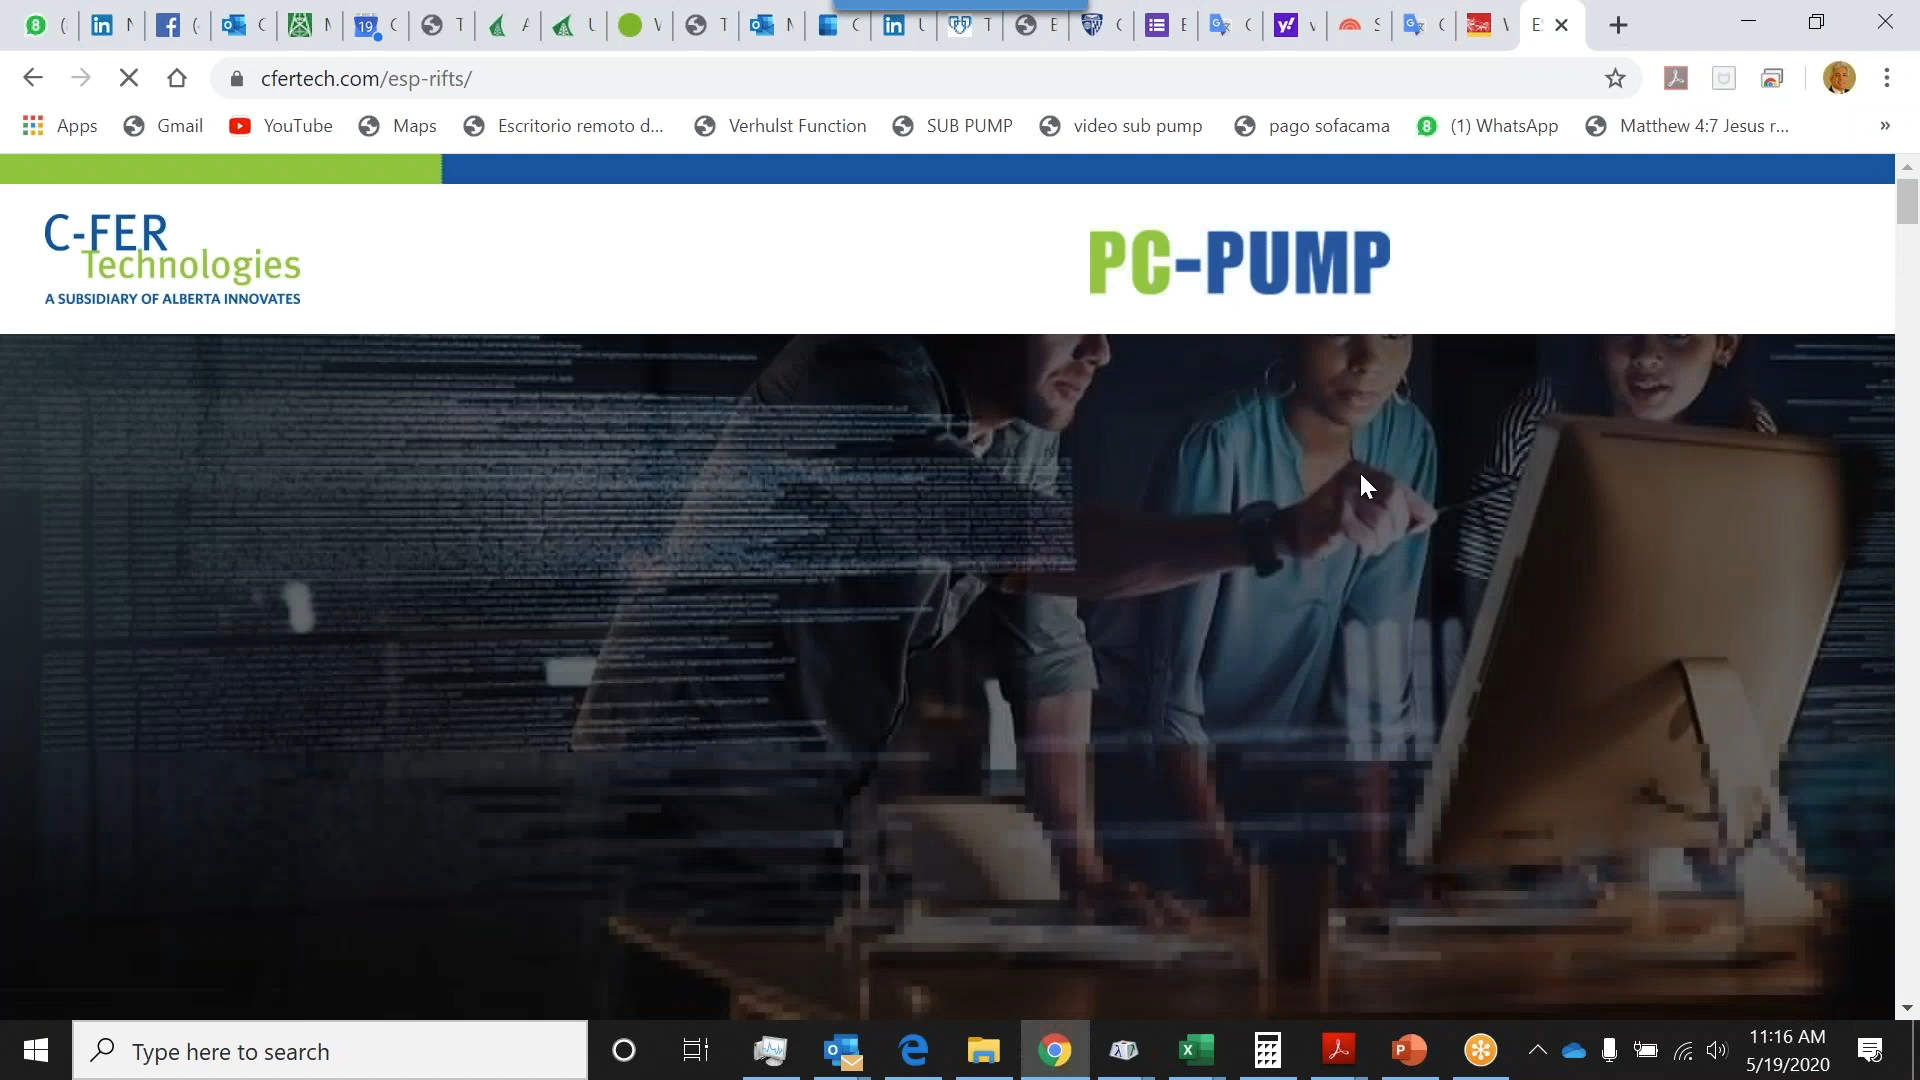 19
ES
cfertech.com/esp-rifts/
Apps
Gmail
YouTube
Maps
Escritorio remoto d...
Verhulst Function
SUB PUMP
video sub pump
pago sofacama
(1) WhatsApp
Matthew 4:7 Jesus r...
»
C-FER
Technologies
A SUBSIDIARY OF ALBERTA INNOVATES
PC-PUMP
Type here to search
11:16 AM
5/19/2020